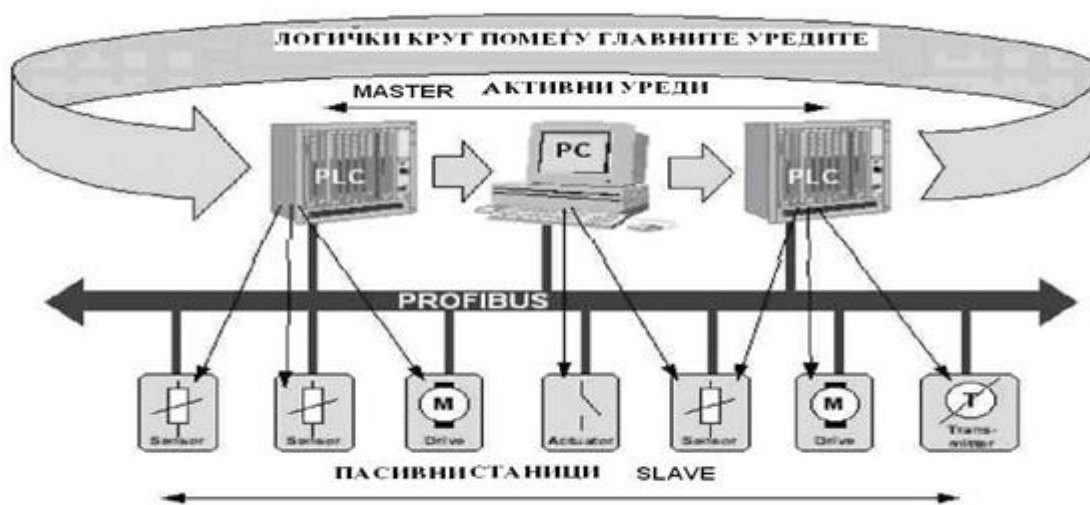 ЛОГИЧКИ КРУГ ПОМЕЃУ ГЛАВНИТЕ УРЕДИТЕ
MASTER АКТИВНИ УРЕДИ
PLC PC PLC
PROFIBUS
M M T
Sensor Sensor Drive Actuator Sensor Drive Trans-
mitter
ПАСИВНИ СТАНИЦИ SLAVE